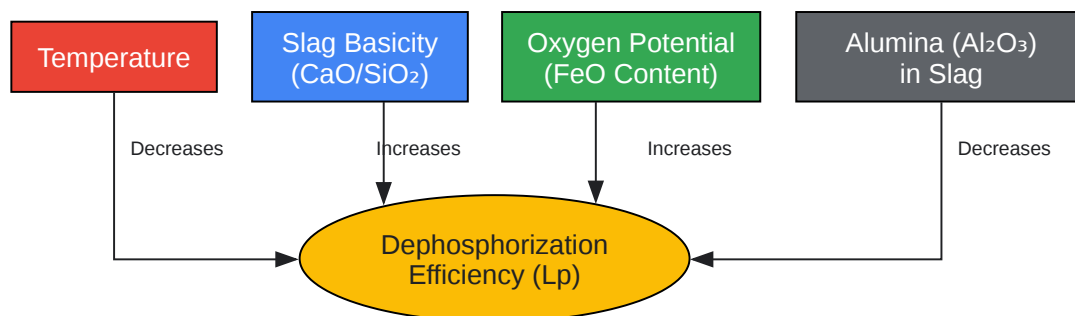 Temperature
Slag Basicity
(CaO/SiO₂)
Oxygen Potential
(FeO Content)
Alumina (Al₂O₃)
in Slag
Decreases
Increases
Increases
Decreases
Dephosphorization
Efficiency (Lp)